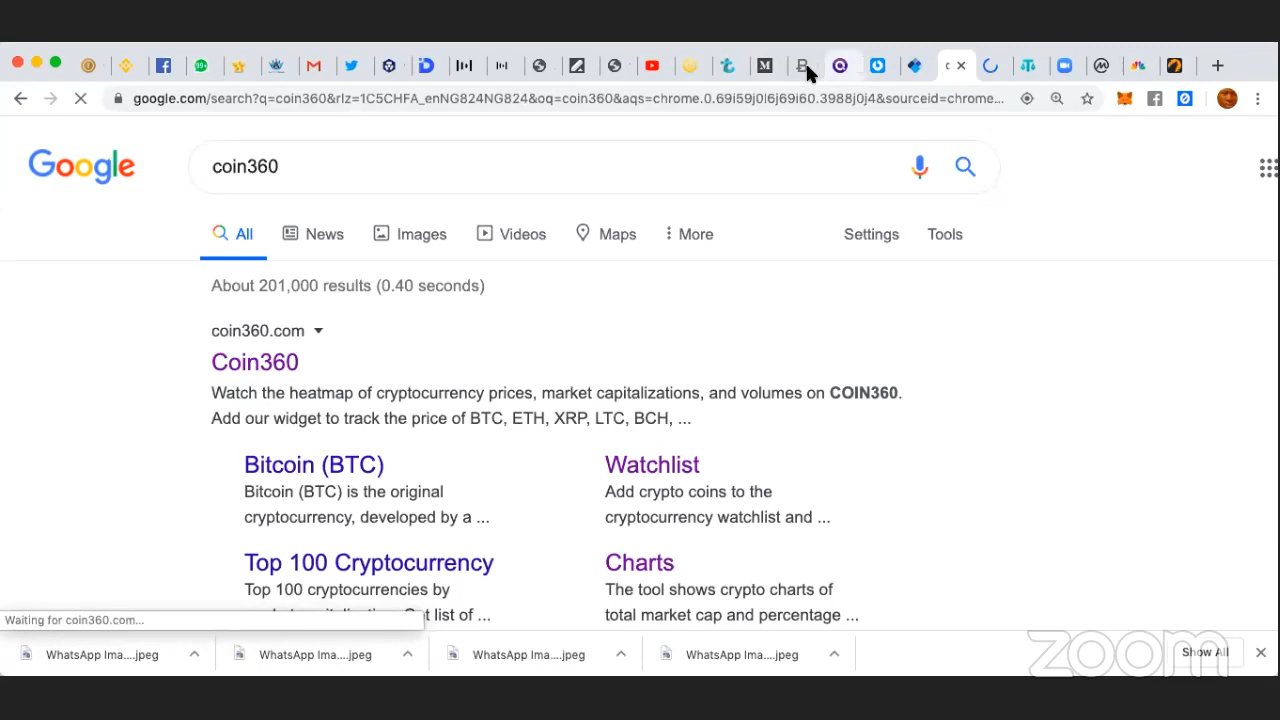 google.com/search?q=coin360&rlz=1C5CHFA_enNG824NG824&oq=coin360&aqs=chrome.0.69i59j0l6j69i60.3988j0j4&sourceid=chrome...
Google
coin360
All
News
Images
Videos
Maps
More
Settings
Tools
About 201,000 results (0.40 seconds)
coin360.com
Coin360
Watch the heatmap of cryptocurrency prices, market capitalizations, and volumes on COIN360.
Add our widget to track the price of BTC, ETH, XRP, LTC, BCH, ...
Bitcoin (BTC)
Bitcoin (BTC) is the original
cryptocurrency, developed by a ...
Watchlist
Add crypto coins to the
cryptocurrency watchlist and ...
Top 100 Cryptocurrency
Top 100 cryptocurrencies by
list of ...
Charts
The tool shows crypto charts of
total market cap and percentage ...
Waiting for coin360.com...
WhatsApp Ima....jpeg
WhatsApp Ima....jpeg
WhatsApp Ima....jpeg
WhatsApp Ima....jpeg
Show All
zoom